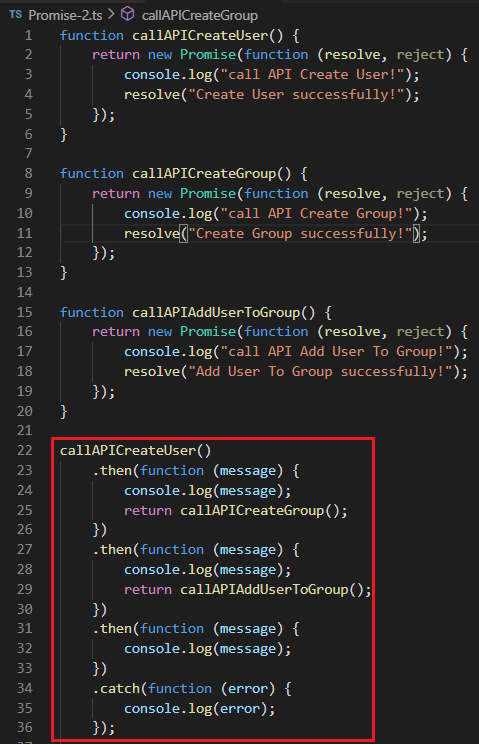 TS Promise-2.ts > callAPICreateGroup
1 function callAPICreateUser() {
2     return new Promise(function (resolve, reject) {
3         console.log("call API Create User!");
4         resolve("Create User successfully!");
5     });
6 }
7
8 function callAPICreateGroup() {
9     return new Promise(function (resolve, reject) {
10         console.log("call API Create Group!");
11         resolve("Create Group successfully!");
12     });
13 }
14
15 function callAPIAddUserToGroup() {
16     return new Promise(function (resolve, reject) {
17         console.log("call API Add User To Group!");
18         resolve("Add User To Group successfully!");
19     });
20 }
21
22 callAPICreateUser()
23     .then(function (message) {
24         console.log(message);
25         return callAPICreateGroup();
26     })
27     .then(function (message) {
28         console.log(message);
29         return callAPIAddUserToGroup();
30     })
31     .then(function (message) {
32         console.log(message);
33     })
34     .catch(function (error) {
35         console.log(error);
36     });